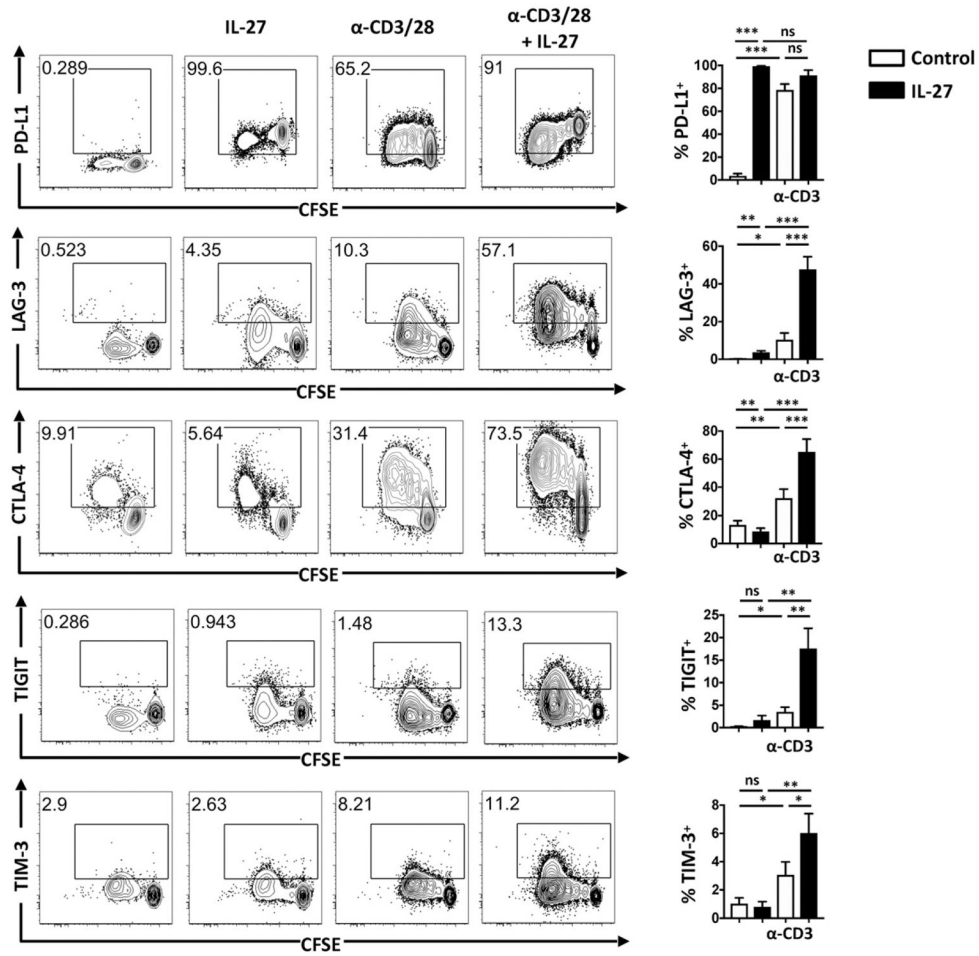 IL-27
α-CD3/28
α-CD3/28
+ IL-27
PD-L1
0.289
99.6
65.2
91
CFSE
% PD-L1+
100
80
60
40
20
0
*** ns
*** ns
α-CD3
Control
IL-27
LAG-3
0.523
4.35
10.3
57.1
CFSE
% LAG-3+
60
40
20
0
** ***
* ***
α-CD3
CTLA-4
9.91
5.64
31.4
73.5
CFSE
% CTLA-4+
80
60
40
20
0
** ***
** ***
α-CD3
TIGIT
0.286
0.943
1.48
13.3
CFSE
% TIGIT+
25
20
15
10
5
0
ns **
* **
α-CD3
TIM-3
2.9
2.63
8.21
11.2
CFSE
% TIM-3+
8
6
4
2
0
ns **
* *
α-CD3